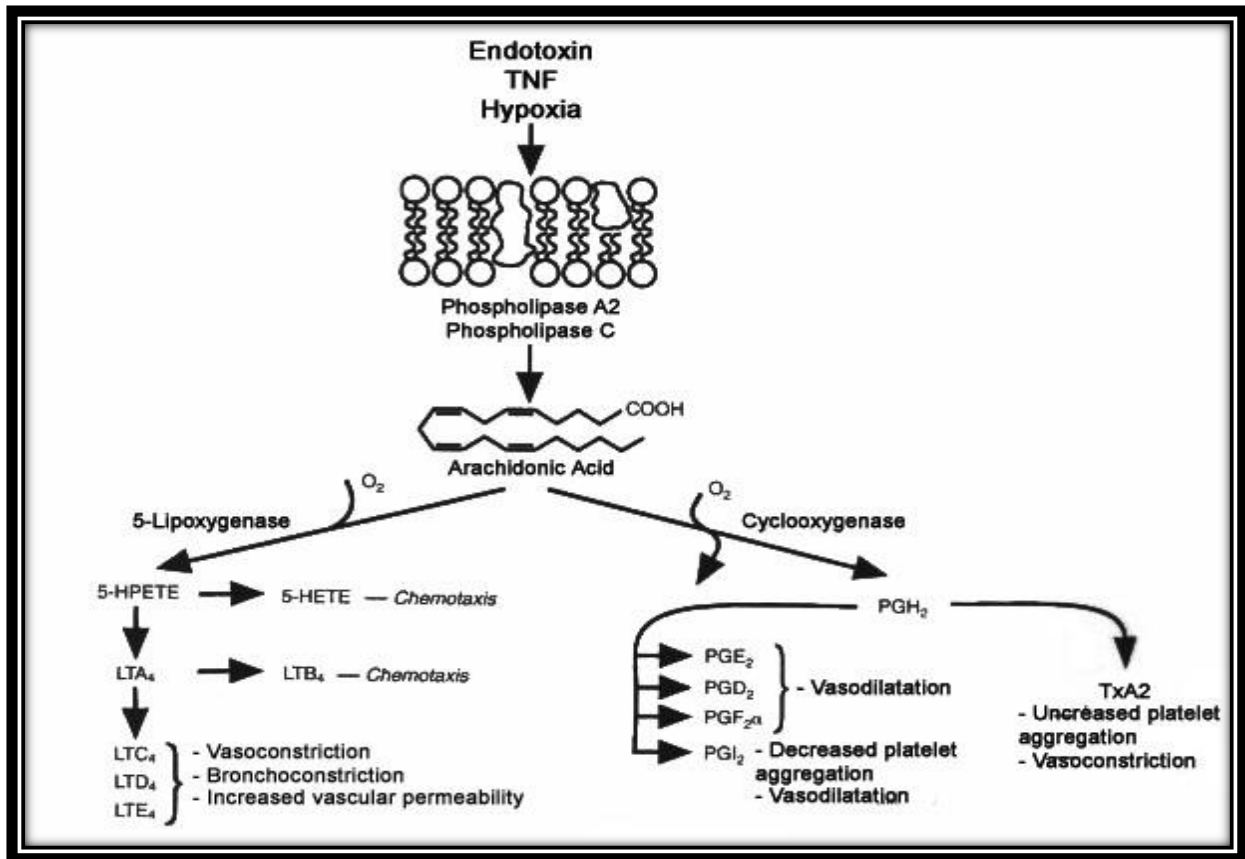 Endotoxin
TNF
Hypoxia
Phospholipase A2
Phospholipase C
COOH
Arachidonic Acid
O₂
O₂
5-Lipoxygenase
Cyclooxygenase
5-HPETE
5-HETE — Chemotaxis
PGH₂
LTA₄
LTB₄ — Chemotaxis
LTC₄
LTD₄
LTE₄
- Vasoconstriction
- Bronchoconstriction
- Increased vascular permeability
PGE₂
PGD₂
PGF₂α
- Vasodilatation
PGI₂
- Decreased platelet
aggregation
- Vasodilatation
TxA2
- Uncreased platelet
aggregation
- Vasoconstriction